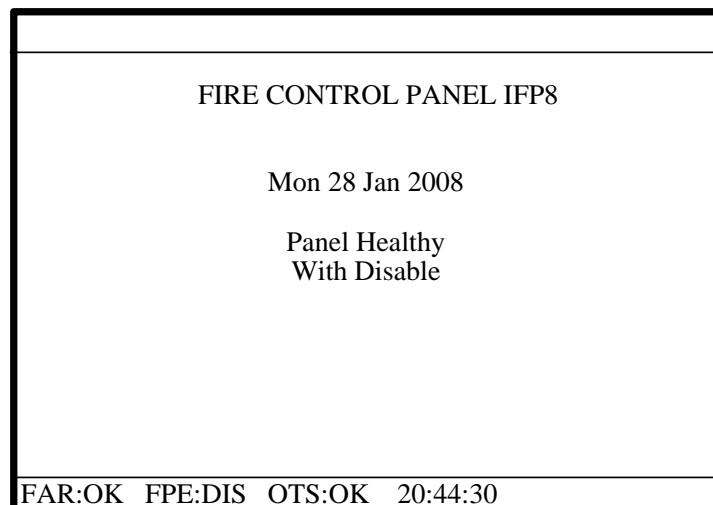 FIRE CONTROL PANEL IFP8
Mon 28 Jan 2008
Panel Healthy
With Disable
FAR:OK FPE:DIS OTS:OK 20:44:30